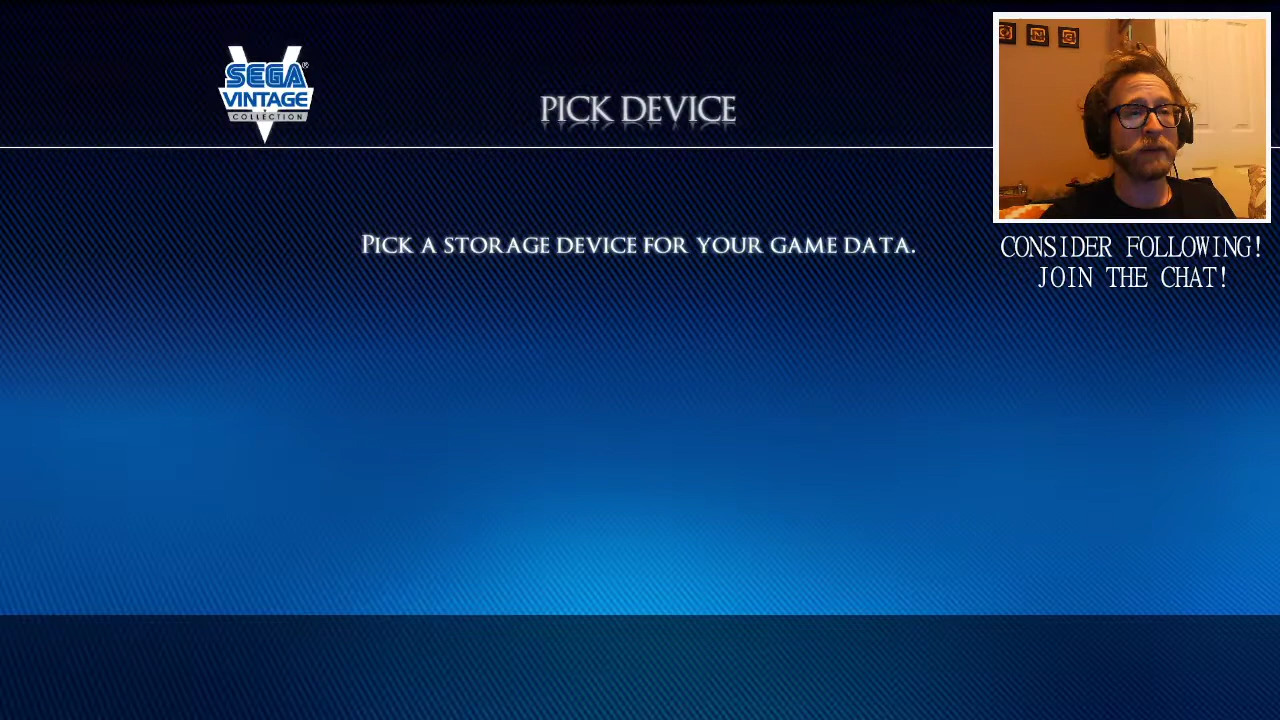 SEGA®
VINTAGE
COLLECTION
PICK DEVICE
PICK A STORAGE DEVICE FOR YOUR GAME DATA.
CONSIDER FOLLOWING!
JOIN THE CHAT!